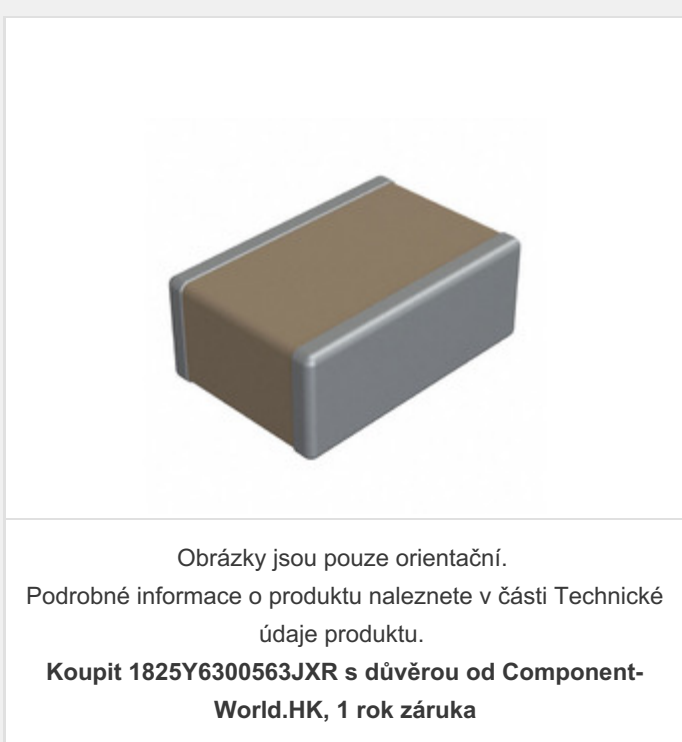 Obrázky jsou pouze orientační.
Podrobné informace o produktu naleznete v části Technické
údaje produktu.
Koupit 1825Y6300563JXR s důvěrou od Component-
World.HK, 1 rok záruka